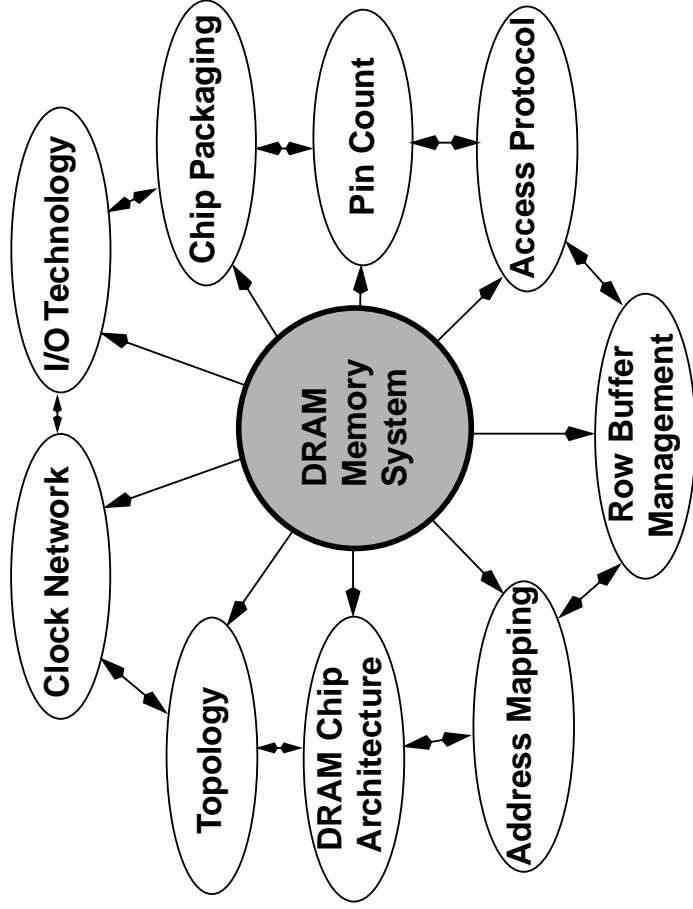 Clock Network
I/O Technology
Topology
Chip Packaging
DRAM Chip
Architecture
DRAM
Memory
System
Pin Count
Address Mapping
Access Protocol
Row Buffer
Management